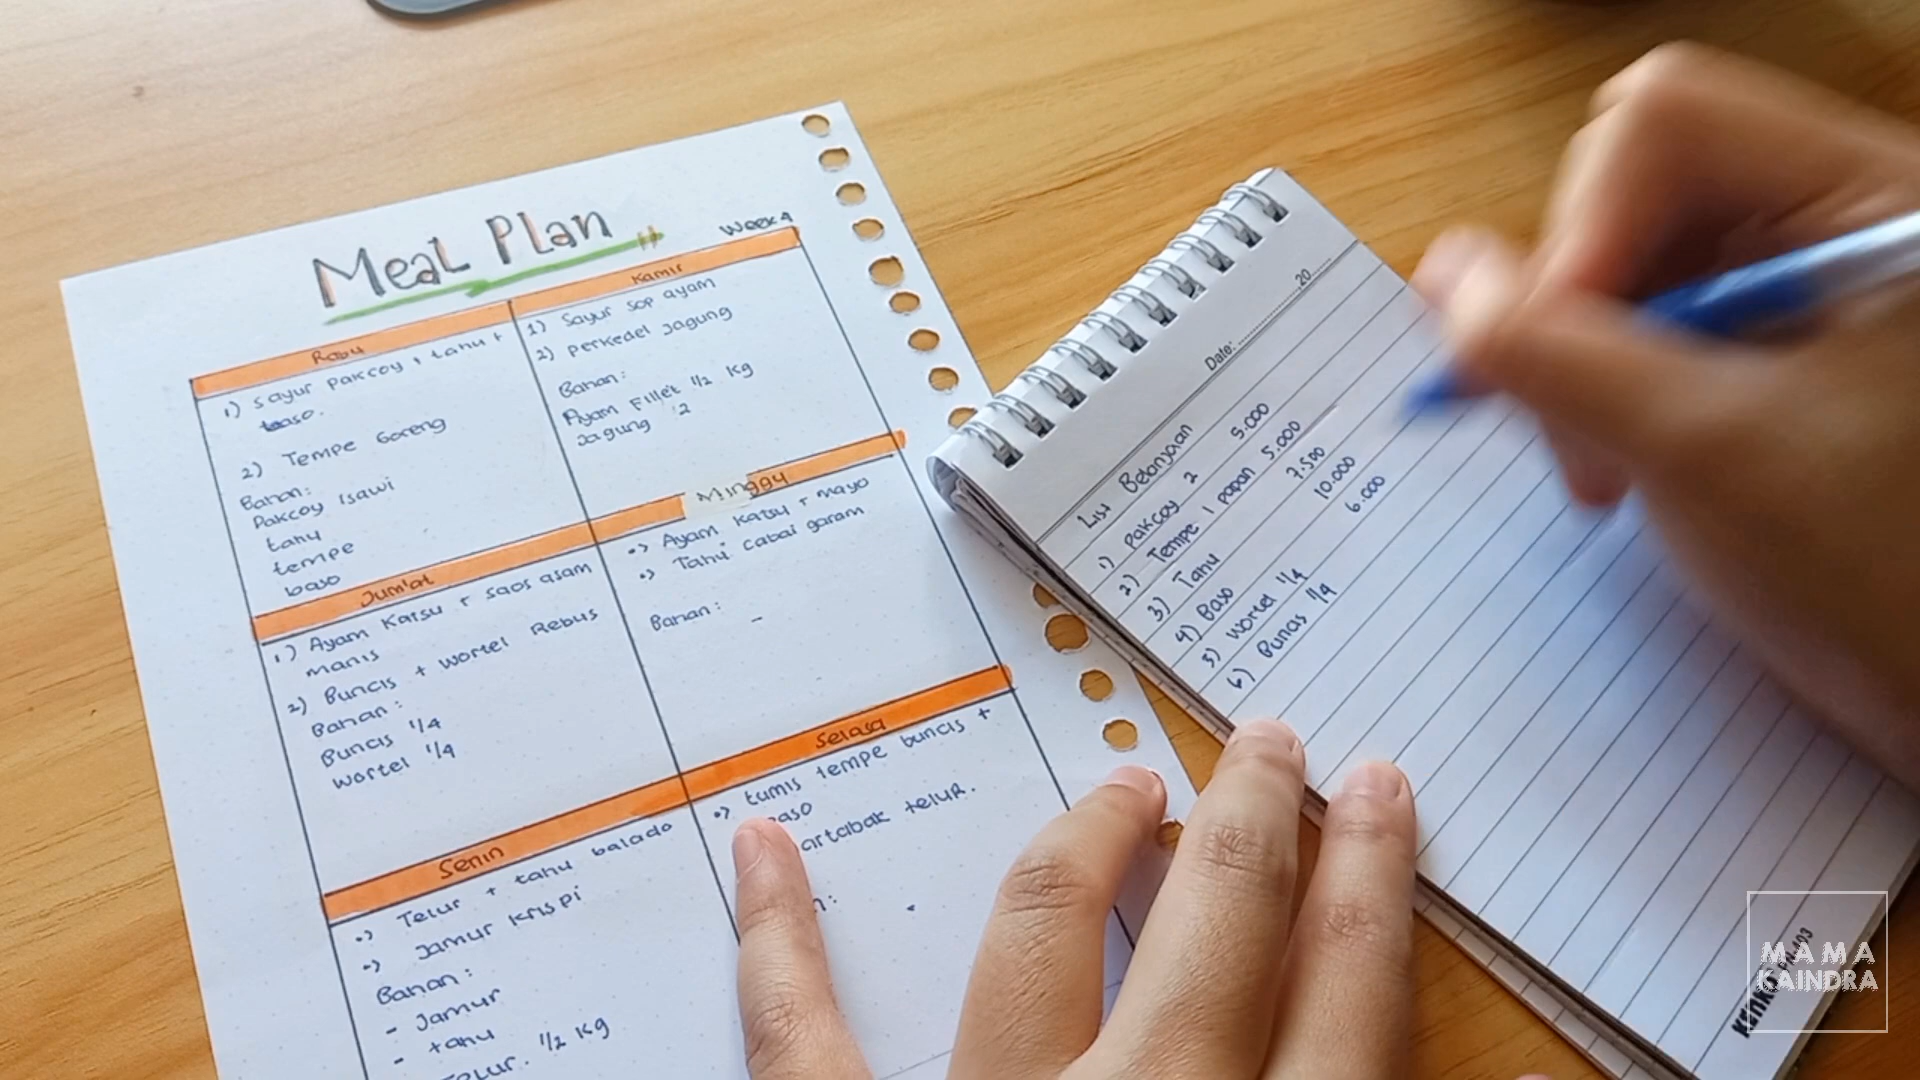 Meal Plan
Week 4
Rabu
1) Sayur Pakcoy + tahu +
baso.
2) Tempe Goreng
Bahan:
Pakcoy /sawi
tahu
tempe
baso
Kamis
1) Sayur Sop ayam
2) Perkedel Jagung
Bahan:
Ayam Fillet 1/2 Kg
Jagung 2
Jum'at
1) Ayam Katsu + saos asam
manis
2) Buncis + Wortel Rebus
Bahan:
Buncis 1/4
Wortel 1/4
Minggu
•) Ayam Katsu + mayo
•) Tahu cabai garam
Bahan:
-
Senin
•) Telur + tahu balado
•) Jamur Krispi
Bahan:
- Jamur
- tahu
Telur. 1/2 Kg
Selasa
•) tumis tempe buncis +
baso
artabak telur.
n:
Date: 20
List Belanjaan
1) Pakcoy 2 5.000
2) Tempe 1 papan 5.000
3) Tahu 7.500
4) Baso 10.000
5) Wortel 1/4 6.000
6) Buncis 1/4
MAMA
KAINDRA